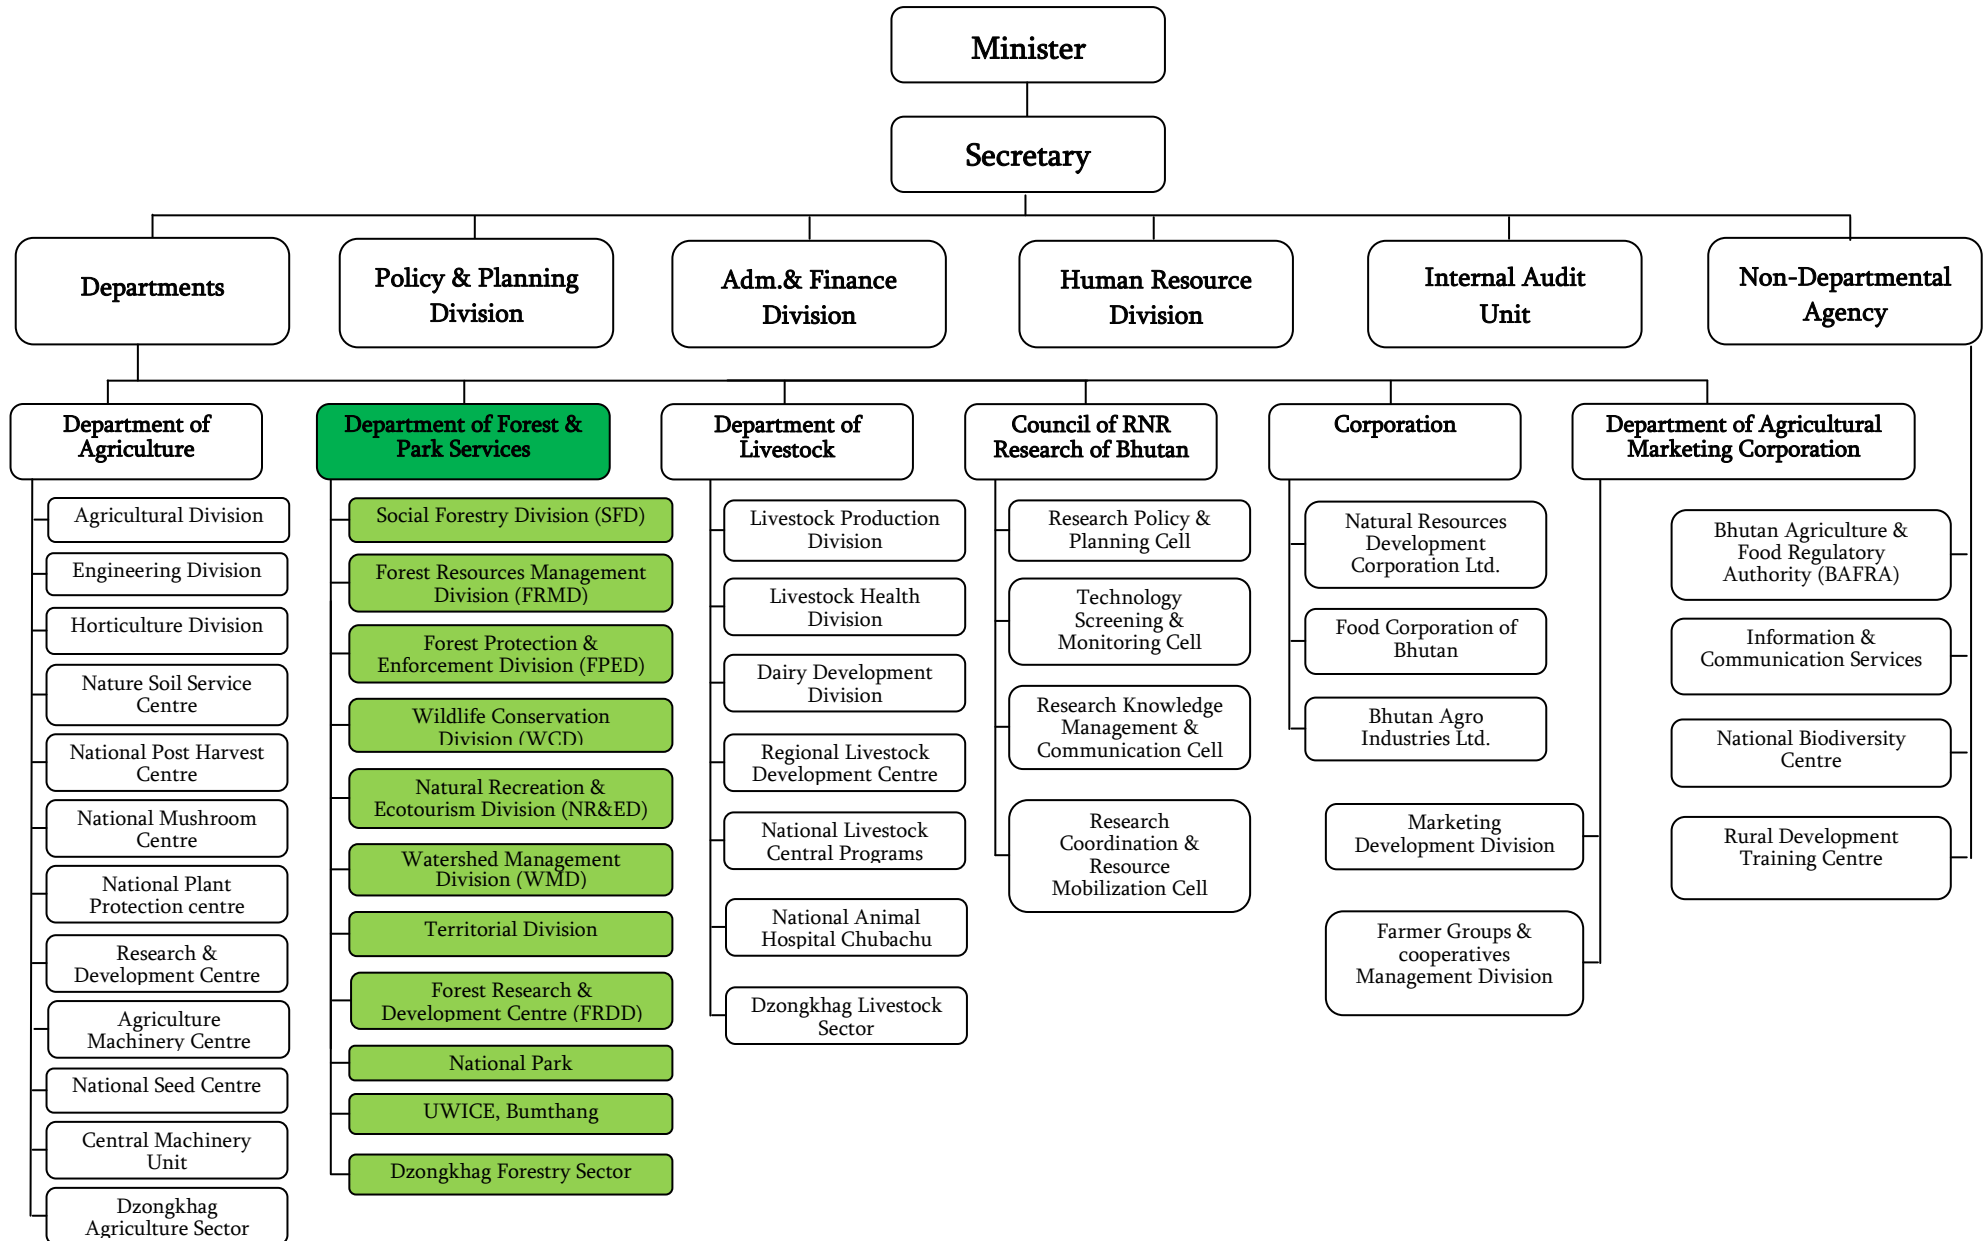 Minister
Secretary
Departments
Policy & Planning
Division
Adm.& Finance
Division
Human Resource
Division
Internal Audit
Unit
Non-Departmental
Agency
Department of
Agriculture
Department of Forest &
Park Services
Department of
Livestock
Council of RNR
Research of Bhutan
Corporation
Department of Agricultural
Marketing Corporation
Agricultural Division
Engineering Division
Horticulture Division
Nature Soil Service
Centre
National Post Harvest
Centre
National Mushroom
Centre
National Plant
Protection centre
Research &
Development Centre
Agriculture
Machinery Centre
National Seed Centre
Central Machinery
Unit
Dzongkhag
Agriculture Sector
Social Forestry Division (SFD)
Forest Resources Management
Division (FRMD)
Forest Protection &
Enforcement Division (FPED)
Wildlife Conservation
Division (WCD)
Natural Recreation &
Ecotourism Division (NR&ED)
Watershed Management
Division (WMD)
Territorial Division
Forest Research &
Development Centre (FRDD)
National Park
UWICE, Bumthang
Dzongkhag Forestry Sector
Livestock Production
Division
Livestock Health
Division
Dairy Development
Division
Regional Livestock
Development Centre
National Livestock
Central Programs
National Animal
Hospital Chubachu
Dzongkhag Livestock
Sector
Research Policy &
Planning Cell
Technology
Screening &
Monitoring Cell
Research Knowledge
Management &
Communication Cell
Research
Coordination &
Resource
Mobilization Cell
Natural Resources
Development
Corporation Ltd.
Food Corporation of
Bhutan
Bhutan Agro
Industries Ltd.
Marketing
Development Division
Farmer Groups &
cooperatives
Management Division
Bhutan Agriculture &
Food Regulatory
Authority (BAFRA)
Information &
Communication Services
National Biodiversity
Centre
Rural Development
Training Centre